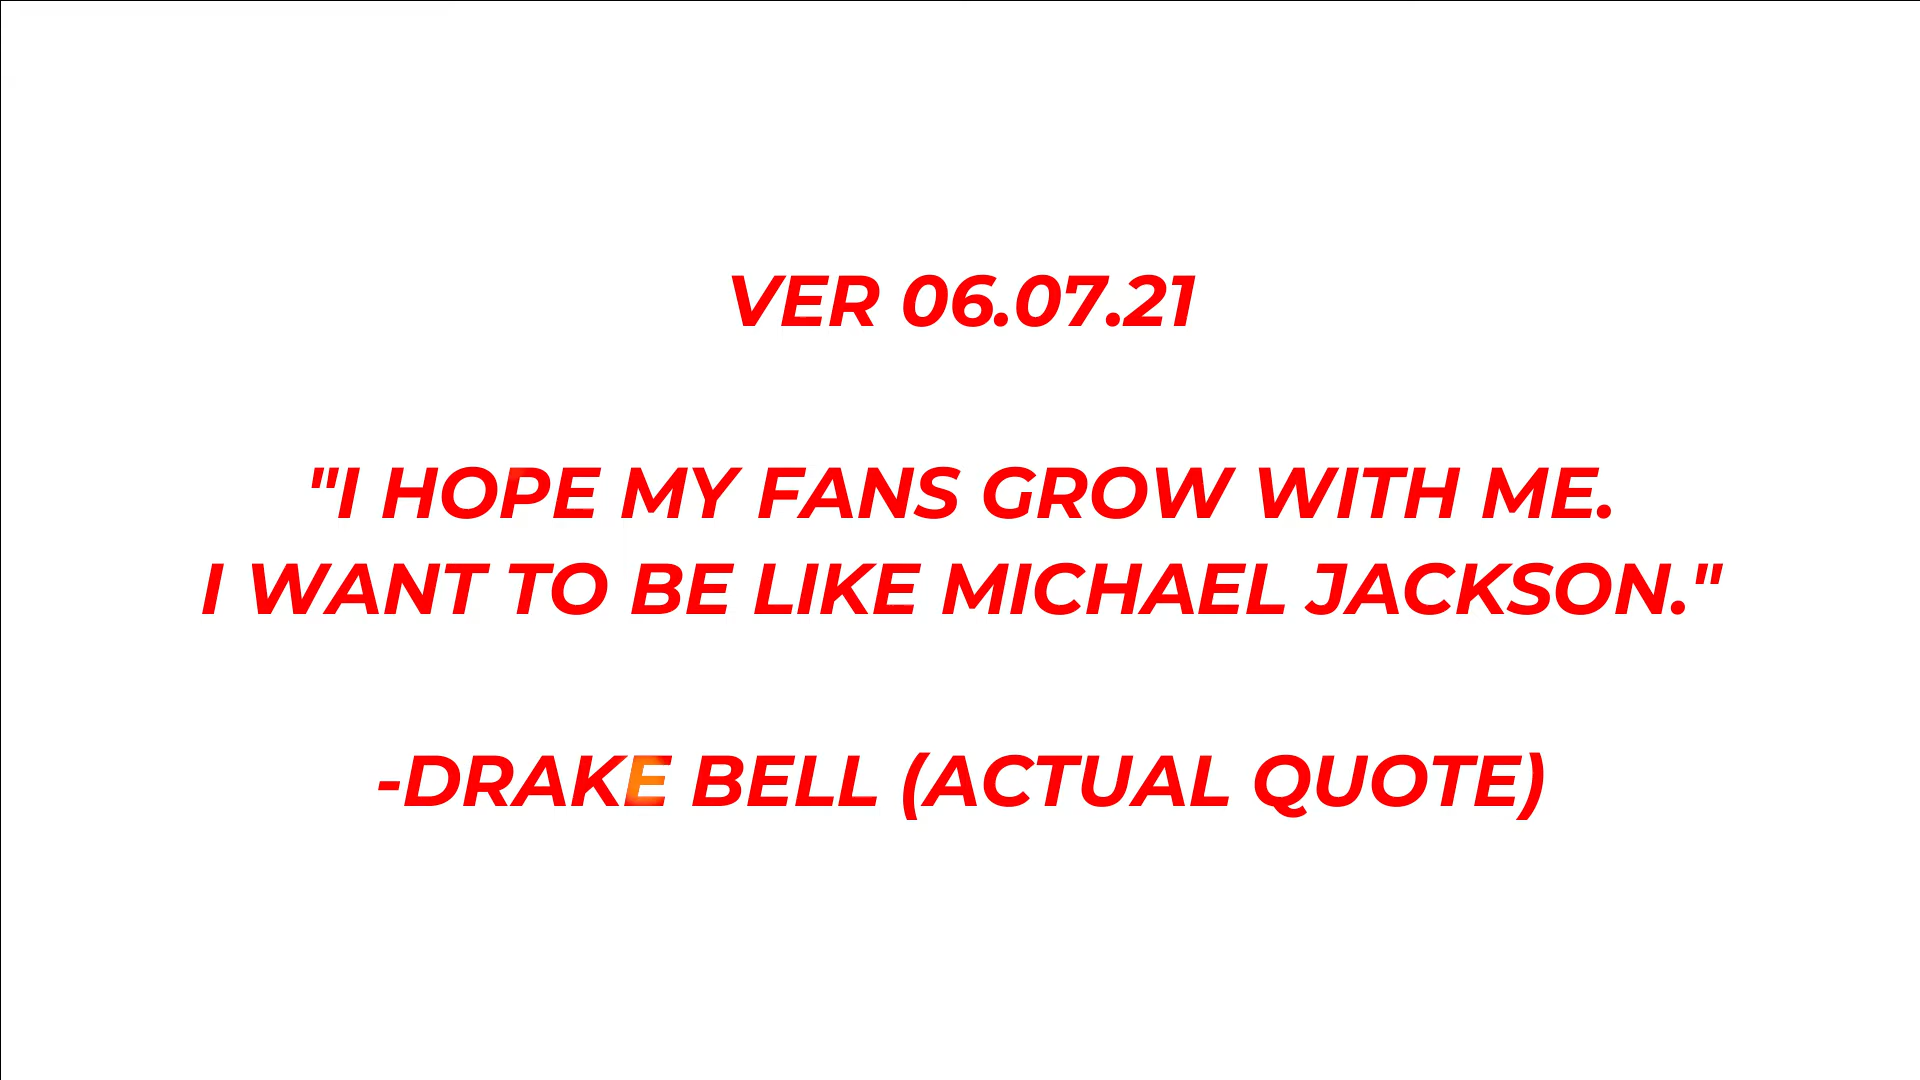 VER 06.07.21
"I HOPE MY FANS GROW WITH ME.
I WANT TO BE LIKE MICHAEL JACKSON."
-DRAKE BELL (ACTUAL QUOTE)